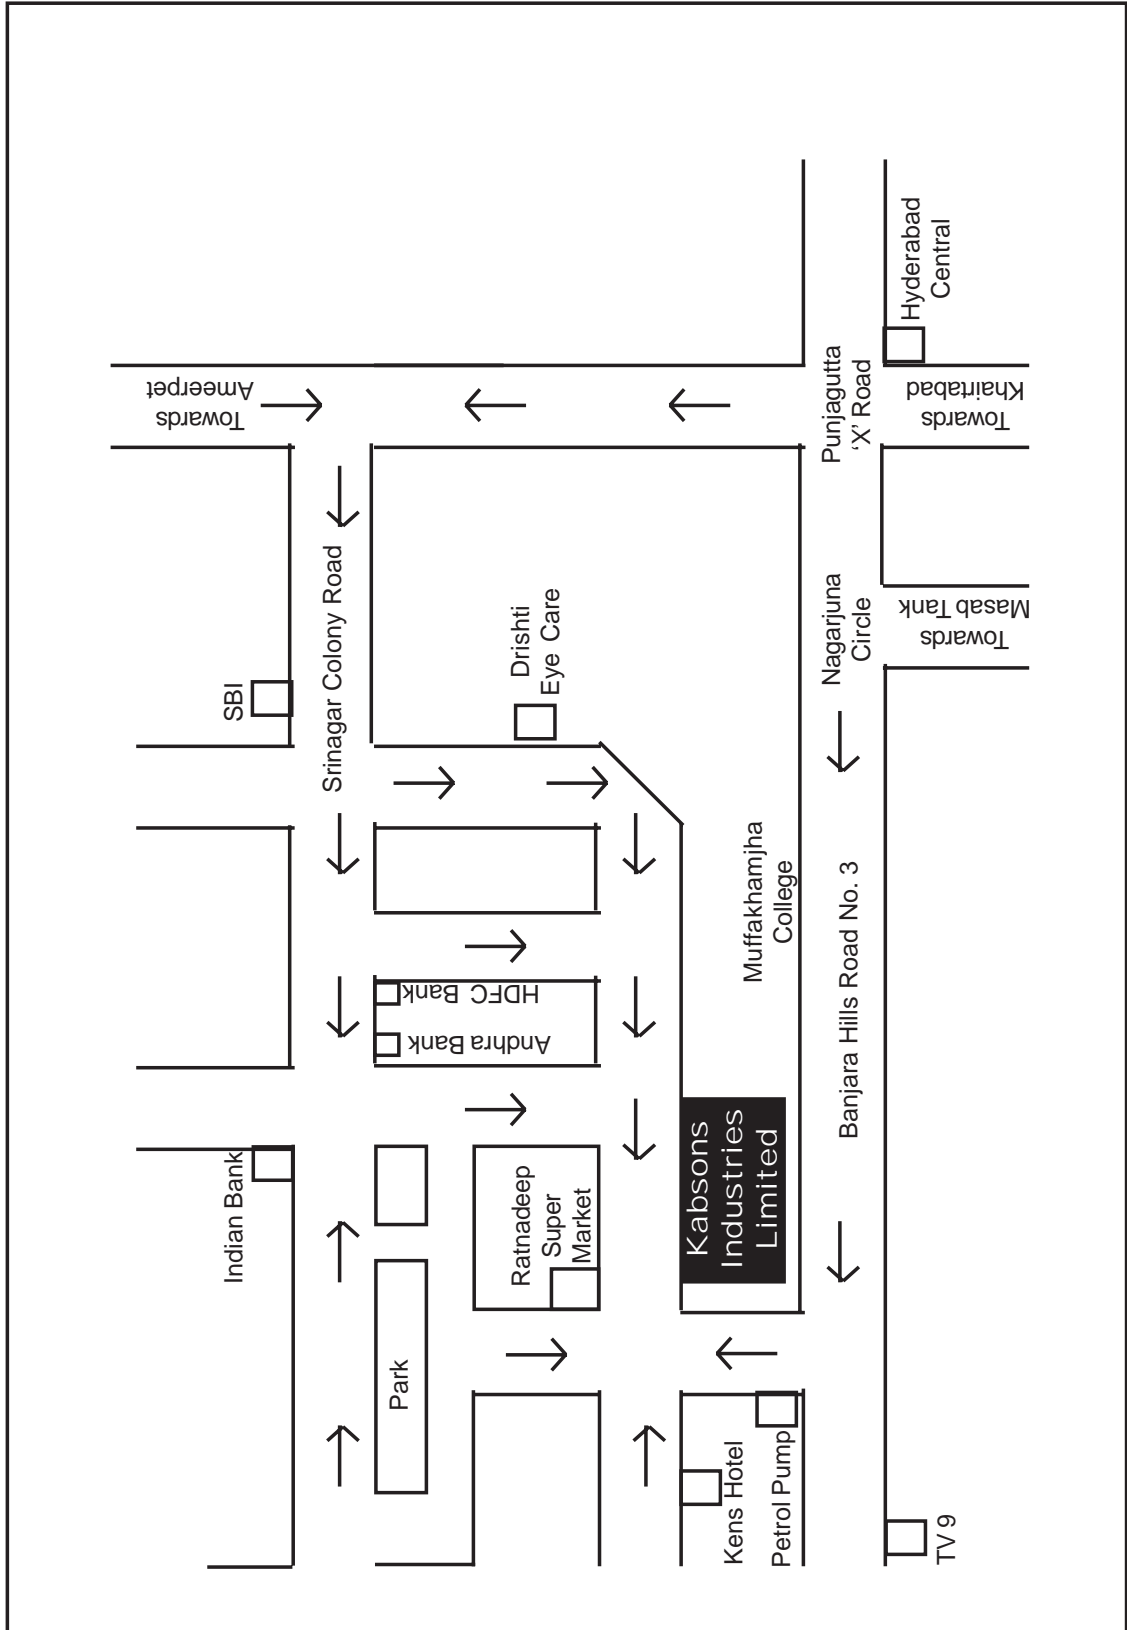 Towards
Ameerpet
SBI
Srinagar Colony Road
Indian Bank
HDFC Bank
Andhra Bank
Park
Drishti
Eye Care
Ratnadeep
Super
Market
Kabsons
Industries
Limited
Muffakhamjha
College
Kens Hotel
Petrol Pump
Punjagutta
‘X’ Road
Nagarjuna
Circle
Banjara Hills Road No. 3
Hyderabad
Central
Towards
Khairtabad
Towards
Masab Tank
TV 9